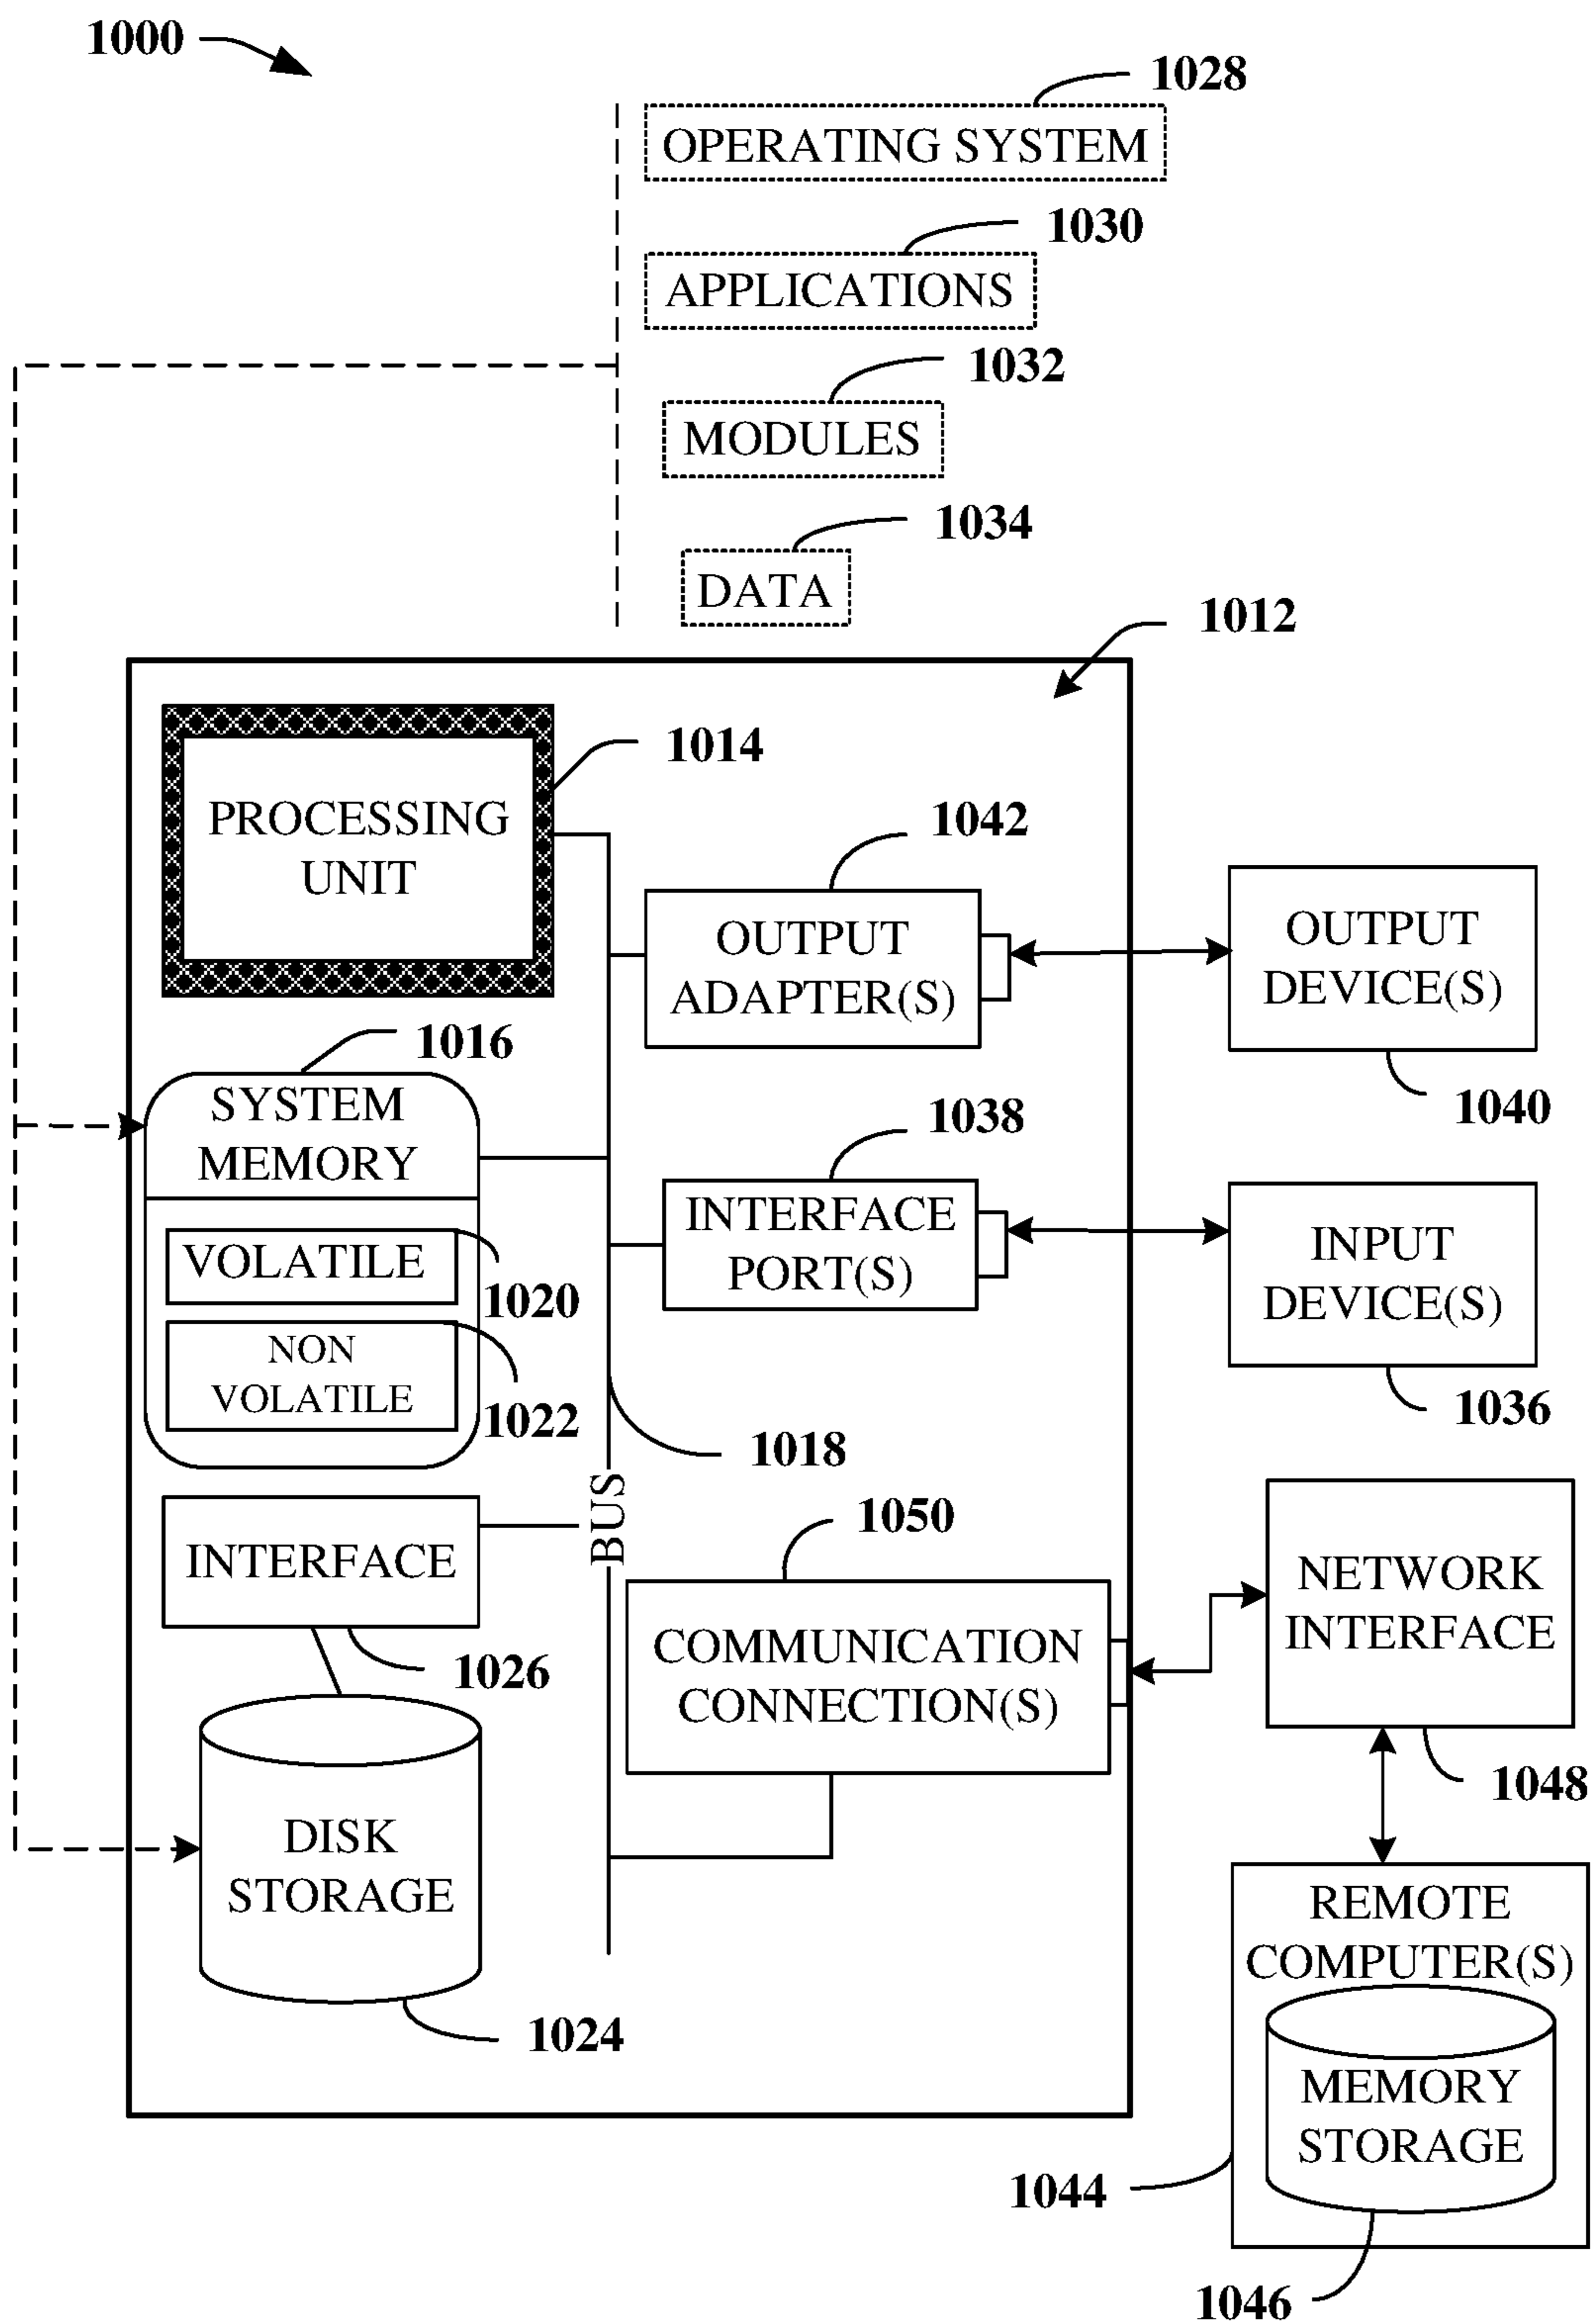 1000
1028
OPERATING SYSTEM
1030
APPLICATIONS
1032
MODULES
1034
DATA
1012
PROCESSING
UNIT
1014
1042
OUTPUT
ADAPTER(S)
OUTPUT
DEVICE(S)
1040
1016
SYSTEM
MEMORY
VOLATILE
1020
NON
VOLATILE
1022
1038
INTERFACE
PORT(S)
INPUT
DEVICE(S)
1036
1018
BUS
INTERFACE
1026
1050
COMMUNICATION
CONNECTION(S)
NETWORK
INTERFACE
1048
DISK
STORAGE
1024
REMOTE
COMPUTER(S)
MEMORY
STORAGE
1044
1046